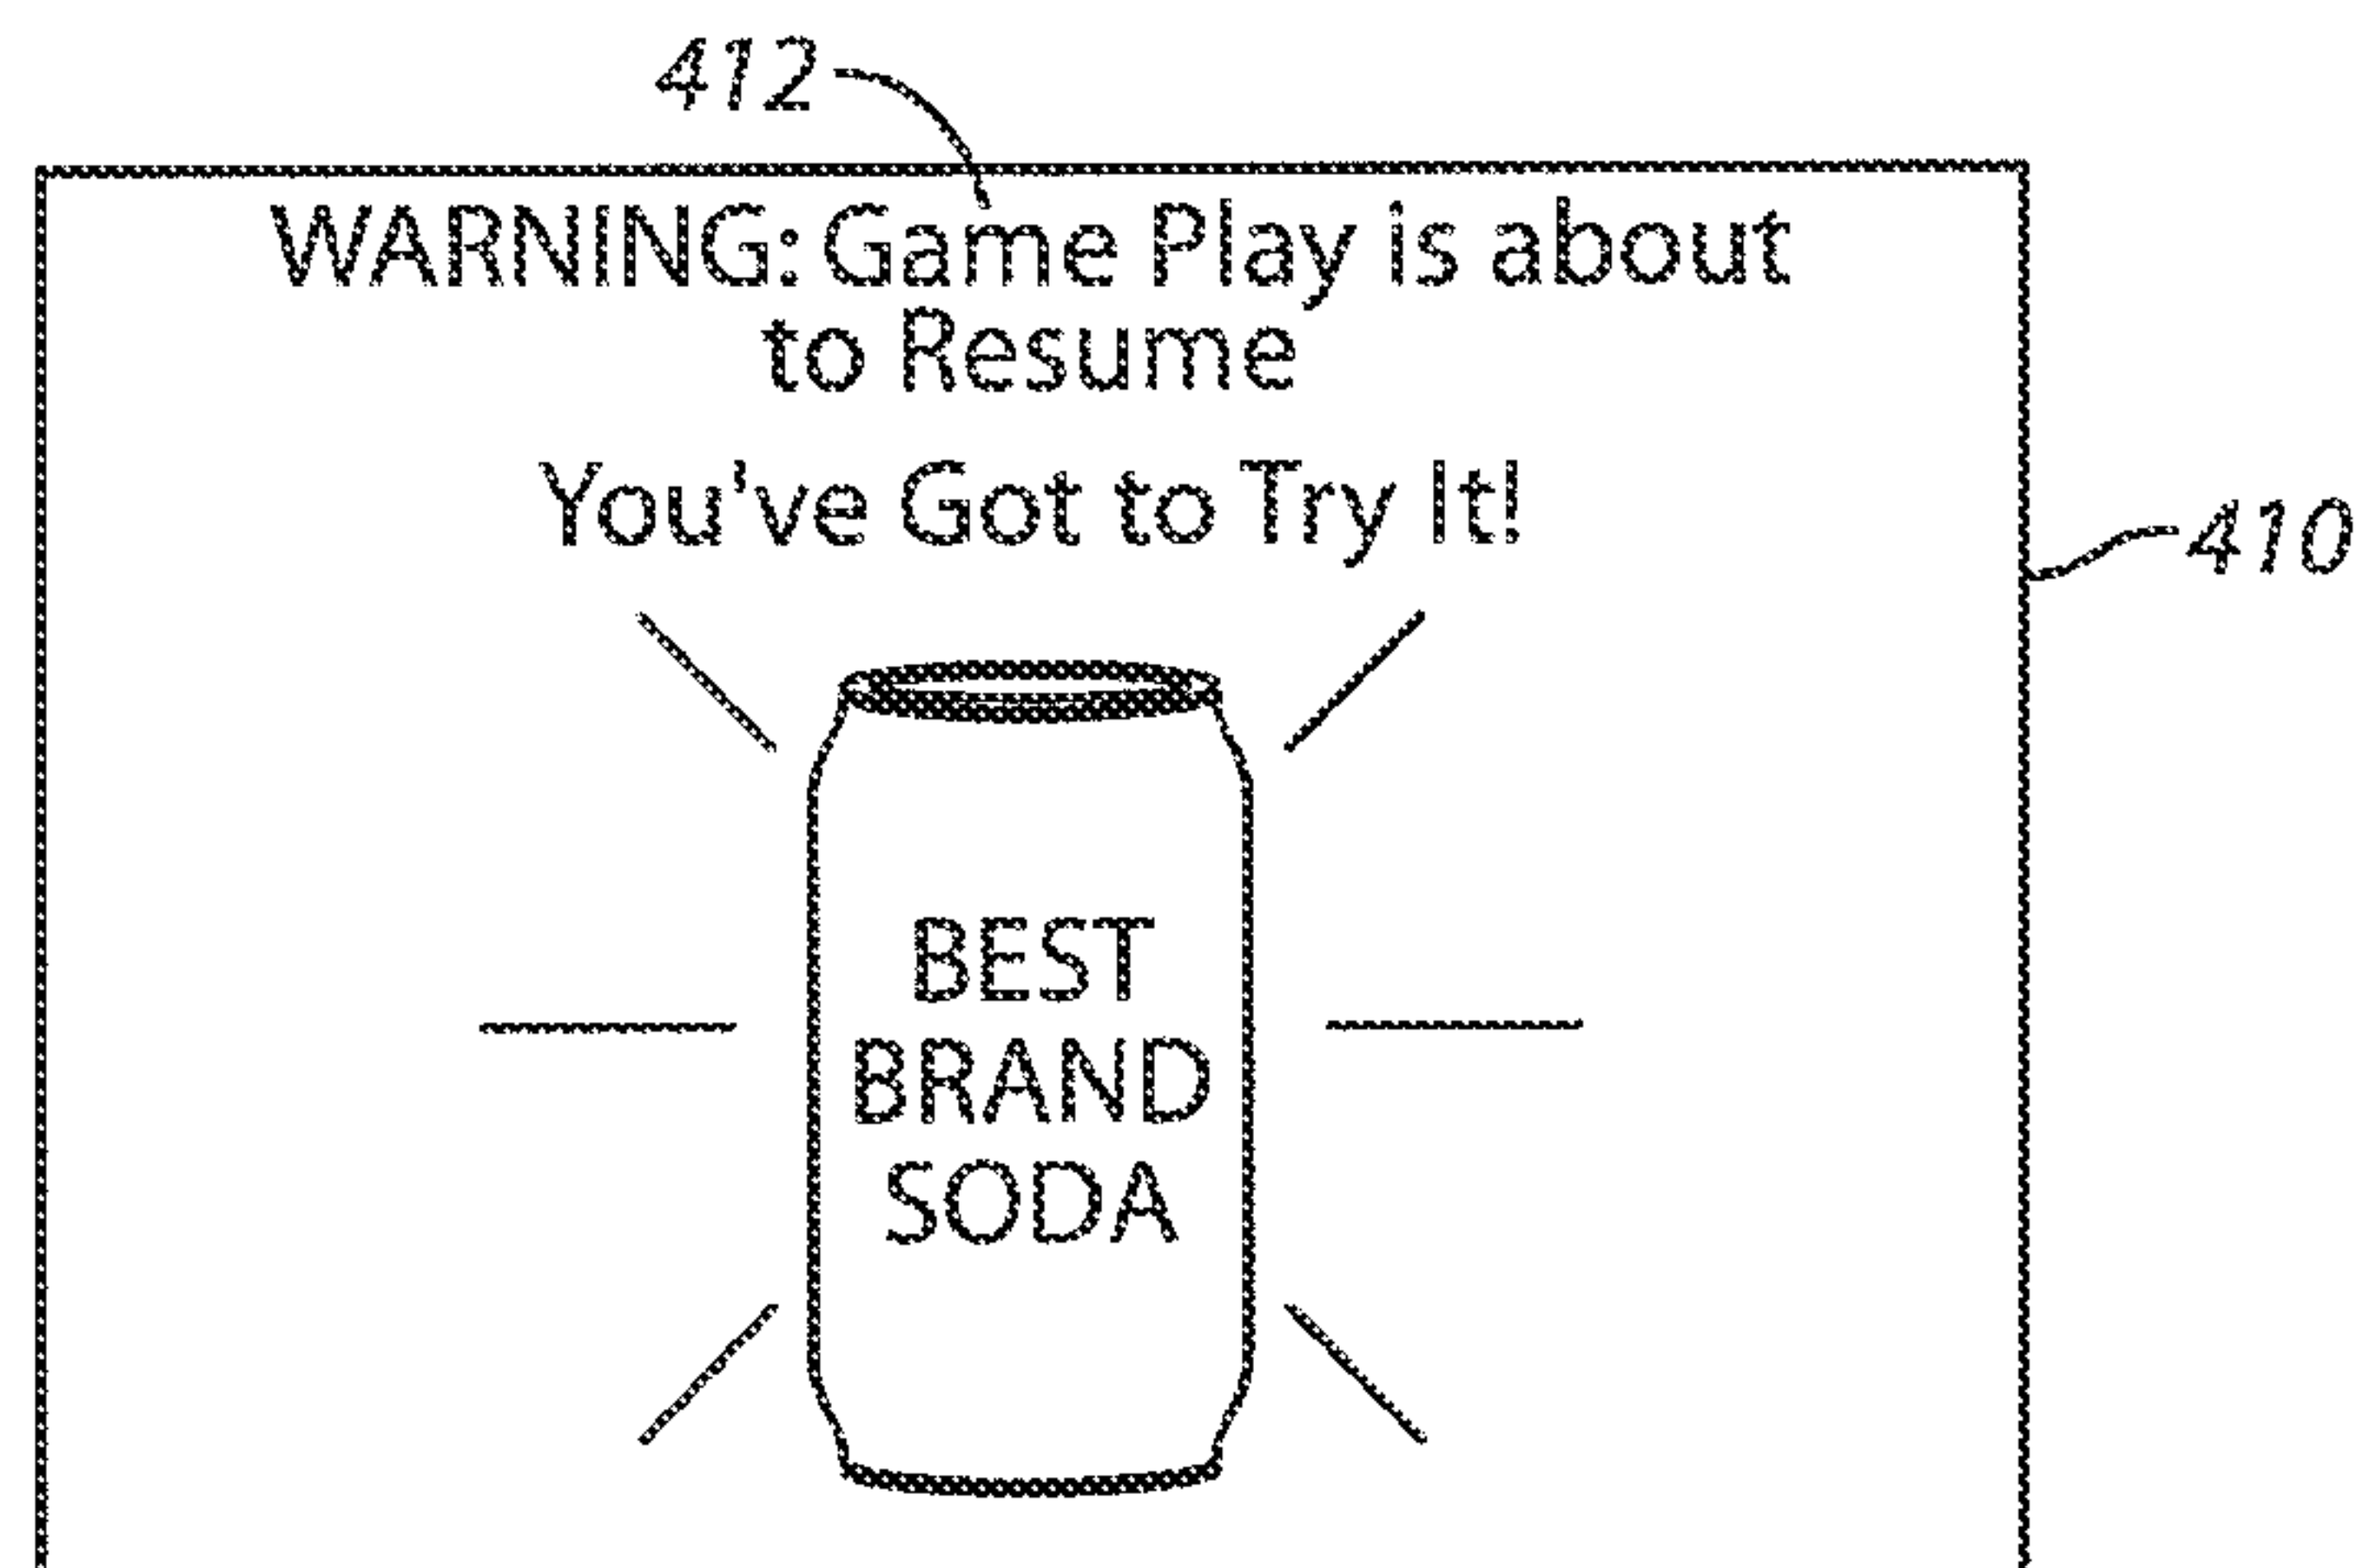 412
WARNING: Game Play is about
to Resume
You've Got to Try It!
410
BEST
BRAND
SODA